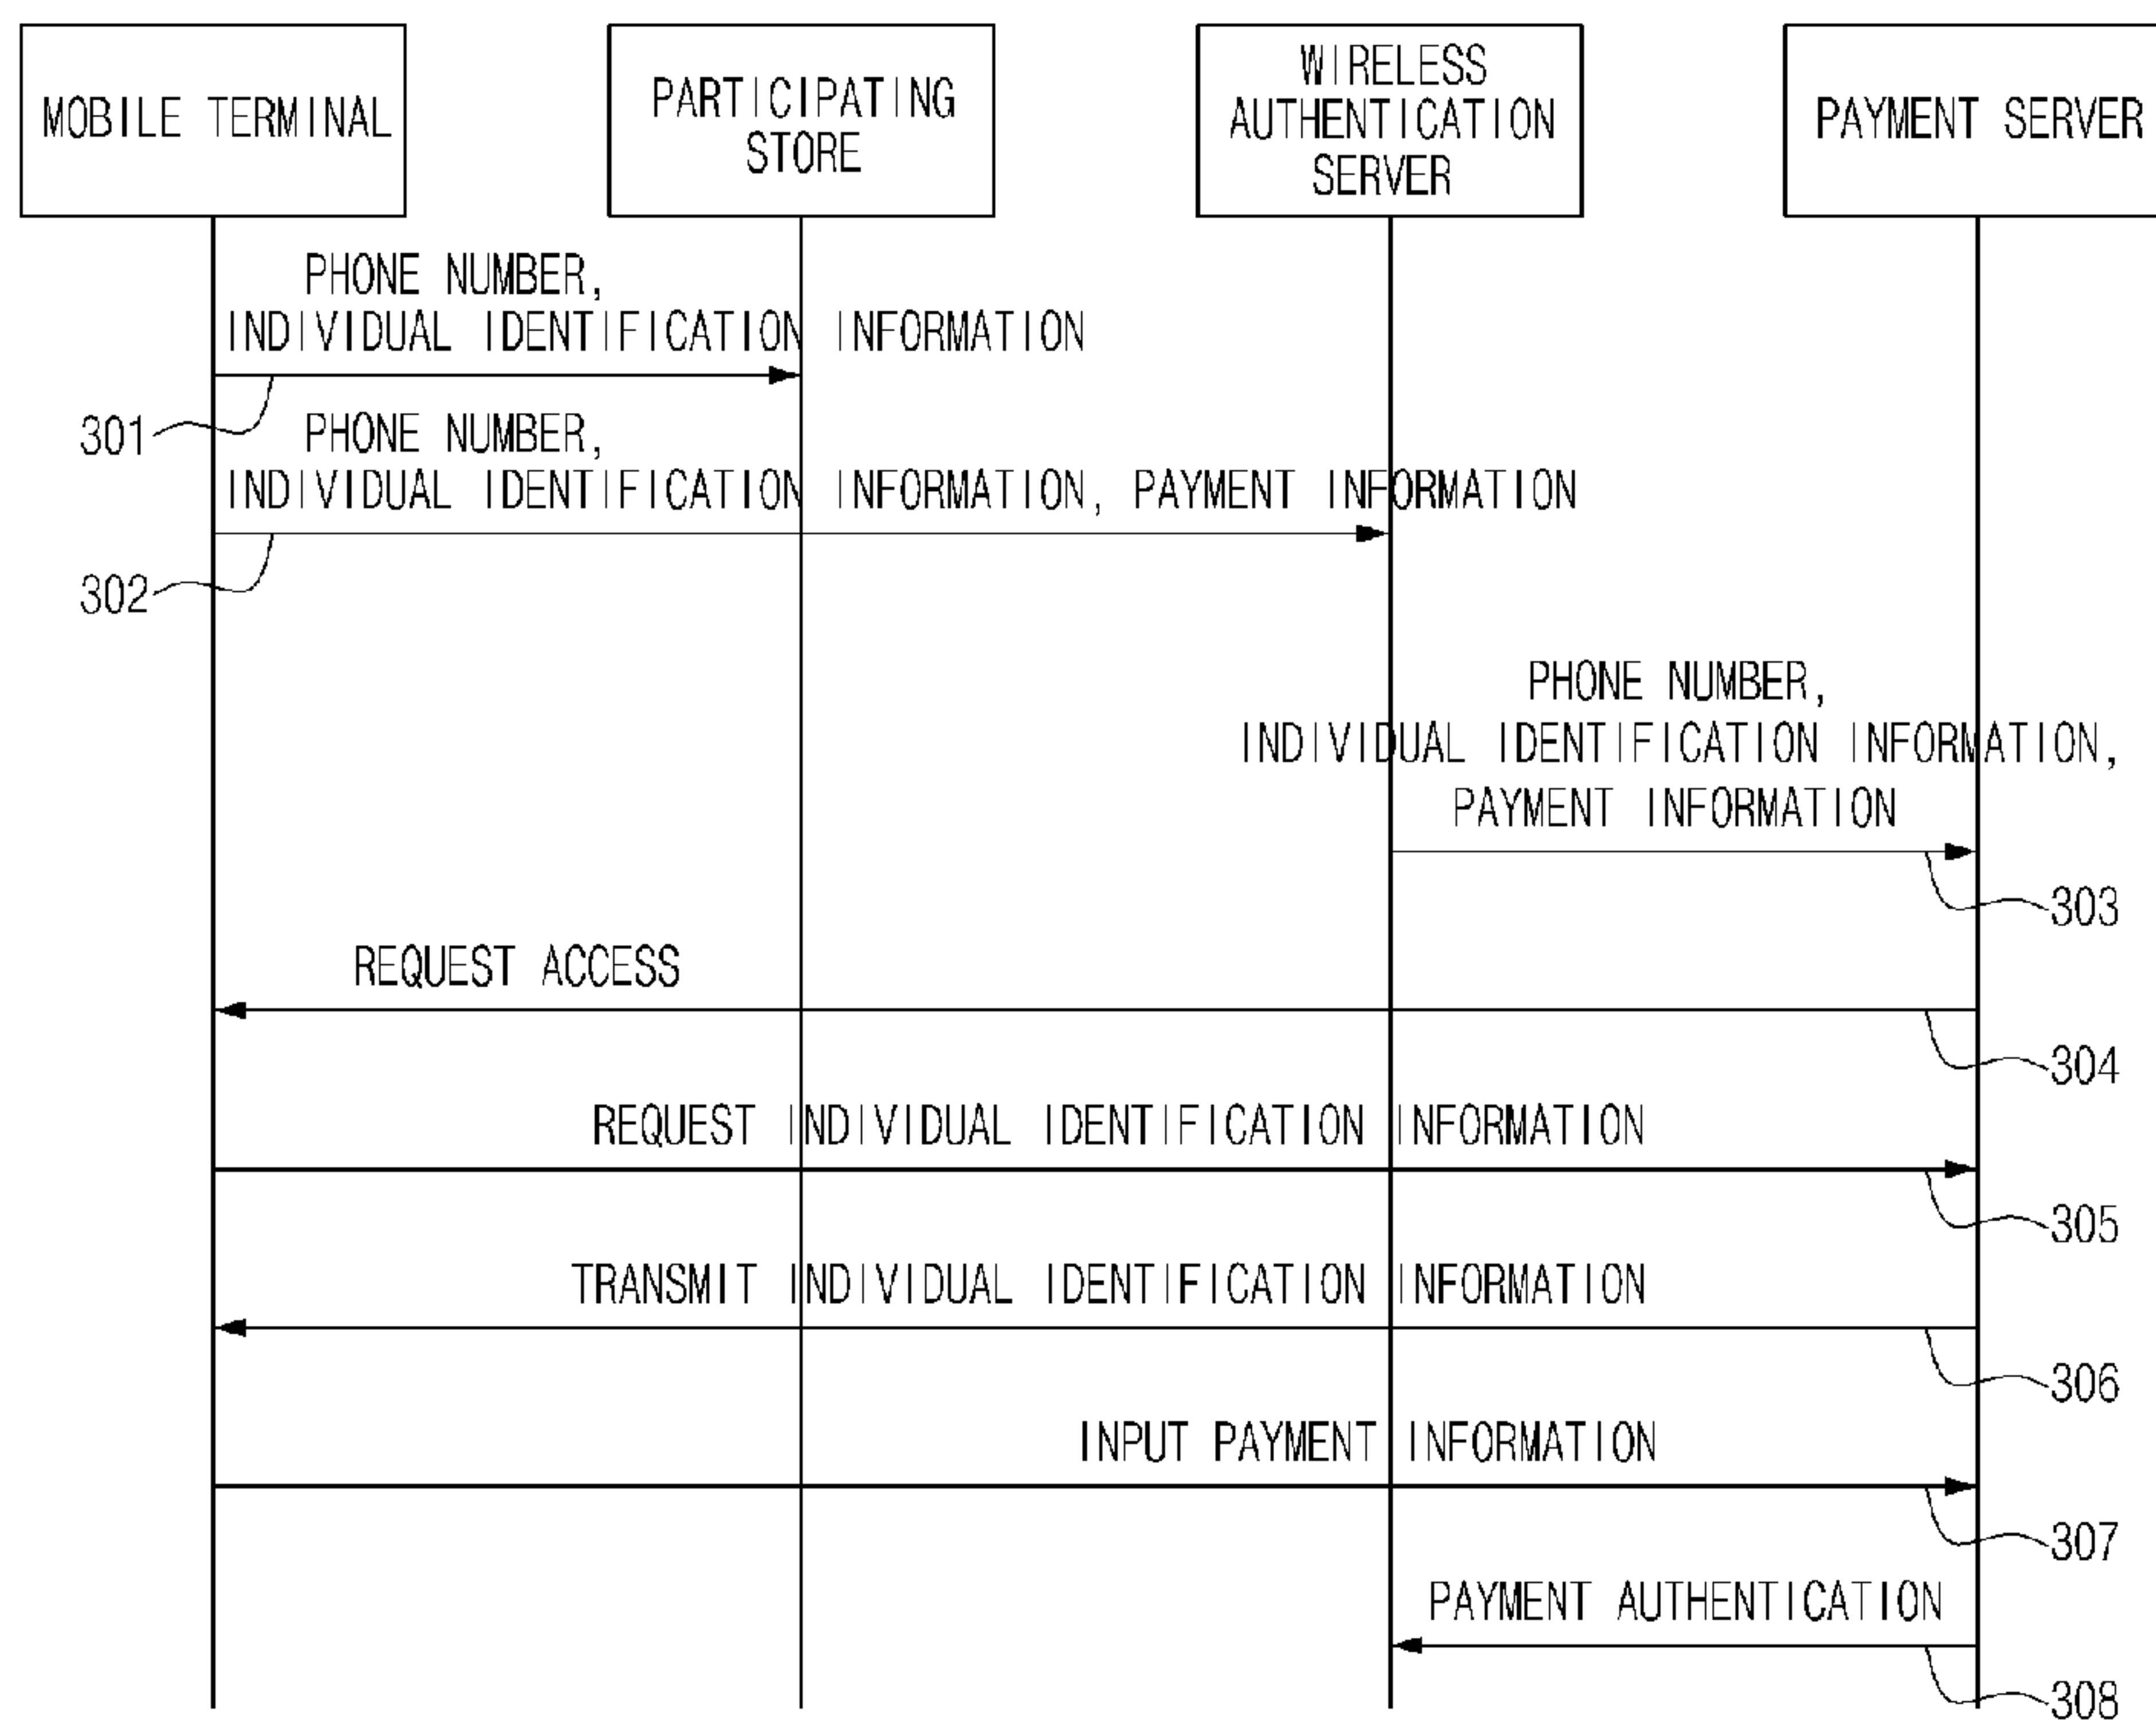 MOBILE TERMINAL
PARTICIPATING
STORE
WIRELESS
AUTHENTICATION
SERVER
PAYMENT SERVER
PHONE NUMBER,
INDIVIDUAL IDENTIFICATION INFORMATION
301
PHONE NUMBER,
INDIVIDUAL IDENTIFICATION INFORMATION, PAYMENT INFORMATION
302
PHONE NUMBER,
INDIVIDUAL IDENTIFICATION INFORMATION,
PAYMENT INFORMATION
303
REQUEST ACCESS
304
REQUEST INDIVIDUAL IDENTIFICATION INFORMATION
305
TRANSMIT INDIVIDUAL IDENTIFICATION INFORMATION
306
INPUT PAYMENT INFORMATION
307
PAYMENT AUTHENTICATION
308